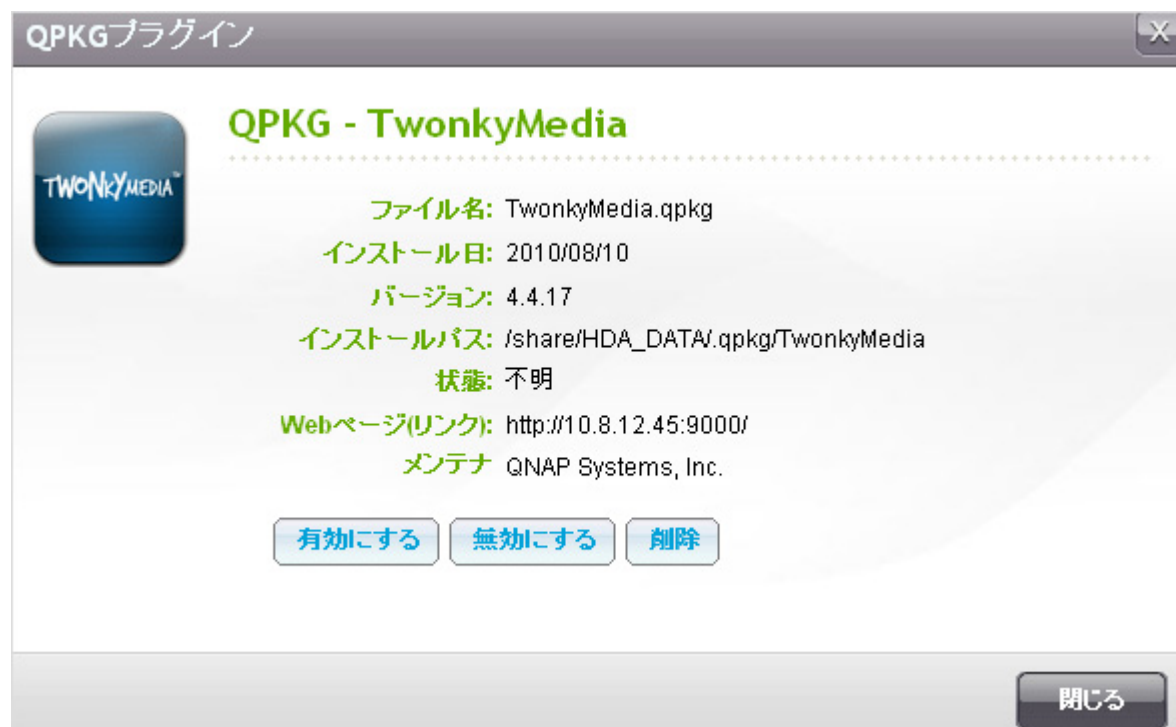 QPKGプラグイン
X
QPKG - TwonkyMedia
TWONKYMEDIA™
ファイル名: TwonkyMedia.qpkg
インストール日: 2010/08/10
バージョン: 4.4.17
インストールパス: /share/HDA_DATA/.qpkg/TwonkyMedia
状態: 不明
Webページ(リンク): http://10.8.12.45:9000/
メンテナ QNAP Systems, Inc.
有効にする 無効にする 削除
閉じる